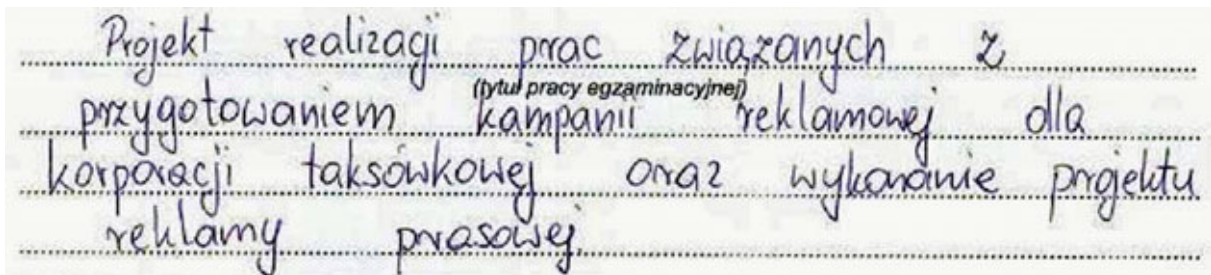 Projekt realizacji prac związanych z
(tytuł pracy egzaminacyjnej)
przygotowaniem kampanii reklamowej dla
korporacji taksówkowej oraz wykonanie projektu
reklamy prasowej.